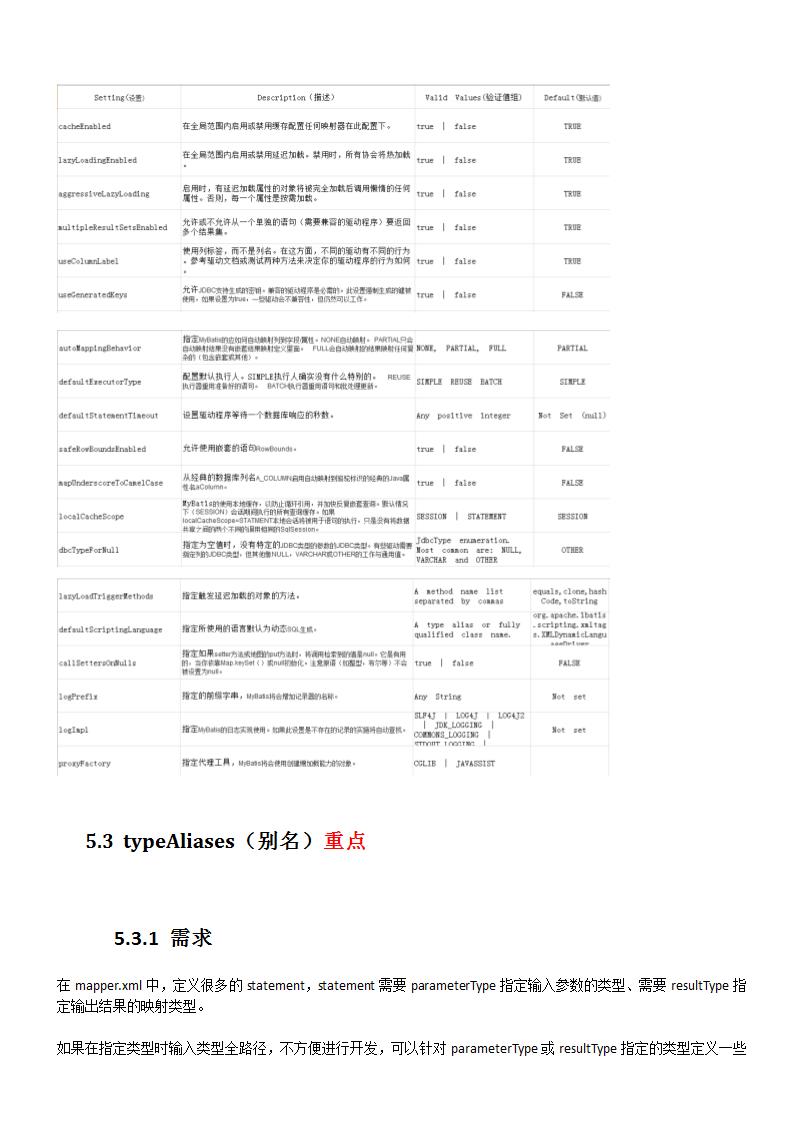 Setting(设置) Description（描述） Valid Values(验证值组) Default(默认值)
cacheEnabled 在全局范围内启用或禁用缓存配置任何映射器在此配置下。 true | false TRUE
lazyLoadingEnabled 在全局范围内启用或禁用延迟加载。禁用时，所有协会将热加载 true | false TRUE
。
aggressiveLazyLoading 启用时，有延迟加载属性的对象将被完全加载后调用懒惰的任何 true | false TRUE
属性。否则，每一个属性是按需加载。
multipleResultSetsEnabled 允许或不允许从一个单独的语句（需要兼容的驱动程序）要返回 true | false TRUE
多个结果集。
使用列标签，而不是列名。在这方面，不同的驱动有不同的行为
useColumnLabel 。参考驱动文档或测试两种方法来决定你的驱动程序的行为如何 true | false TRUE
。
useGeneratedKeys 允许JDBC支持生成的密钥。兼容的驱动程序是必需的。此设置强制生成的键被 true | false FALSE
使用，如果设置为true，一些驱动会不兼容性，但仍然可以工作。
指定MyBatis的应如何自动映射列到字段/属性。NONE自动映射。 PARTIAL只会
autoMappingBehavior 自动映射结果没有嵌套结果映射定义里面。 FULL会自动映射的结果映射任何复 NONE, PARTIAL, FULL PARTIAL
杂的（包含嵌套或其他）。
defaultExecutorType 配置默认执行人。SIMPLE执行人确实没有什么特别的。 REUSE SIMPLE REUSE BATCH SIMPLE
执行器重用准备好的语句。 BATCH执行器重用语句和批处理更新。
defaultStatementTimeout 设置驱动程序等待一个数据库响应的秒数。 Any positive integer Not Set (null)
safeRowBoundsEnabled 允许使用嵌套的语句RowBounds。 true | false FALSE
mapUnderscoreToCamelCase 从经典的数据库列名A_COLUMN启用自动映射到骆驼标识的经典的Java属 true | false FALSE
性名aColumn。
MyBatis的使用本地缓存，以防止循环引用，并加快反复嵌套查询。默认情况
localCacheScope 下（SESSION）会话期间执行的所有查询缓存。如果 SESSION | STATEMENT SESSION
localCacheScope=STATMENT本地会话将被用于语句的执行，只是没有将数据
共享之间的两个不同的调用相同的SqlSession。
dbcTypeForNull 指定为空值时，没有特定的JDBC类型的参数的JDBC类型。有些驱动需要 JdbcType enumeration. OTHER
指定列的JDBC类型，但其他像NULL，VARCHAR或OTHER的工作与通用值。 Most common are: NULL,
VARCHAR and OTHER
lazyLoadTriggerMethods 指定触发延迟加载的对象的方法。 A method name list equals,clone,hash
separated by commas Code,toString
defaultScriptingLanguage 指定所使用的语言默认为动态SQL生成。 A type alias or fully org.apache.ibatis
qualified class name. .scripting.xmltag
s.XMLDynamicLangu
ageDriver
指定如果setter方法或地图的put方法时，将调用检索到的值是null。它是有用
callSettersOnNulls 的，当你依靠Map.keySet（）或null初始化。注意原语（如整型，布尔等）不会 true | false FALSE
被设置为null。
logPrefix 指定的前缀字串，MyBatis将会增加记录器的名称。 Any String Not set
logImpl 指定MyBatis的日志实现使用。如果此设置是不存在的记录的实施将自动查找。 SLF4J | LOG4J | LOG4J2 Not set
| JDK_LOGGING |
COMMONS_LOGGING |
STDOUT_LOGGING |
proxyFactory 指定代理工具，MyBatis将会使用创建懒加载能力的对象。 CGLIB | JAVASSIST
5.3 typeAliases（别名）重点
5.3.1 需求
在 mapper.xml 中，定义很多的 statement，statement 需要 parameterType 指定输入参数的类型、需要 resultType 指
定输出结果的映射类型。
如果在指定类型时输入类型全路径，不方便进行开发，可以针对 parameterType 或 resultType 指定的类型定义一些